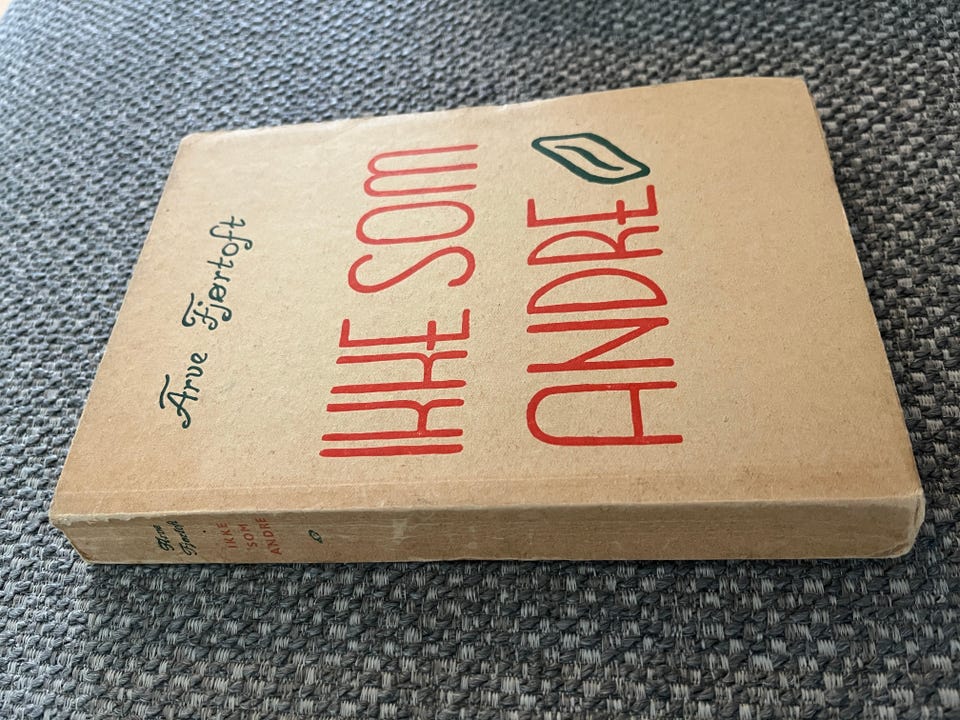 Arve Fjørtoft
IKKE SOM
ANDRE
Arve
Fjørtoft
IKKE
SOM
ANDRE